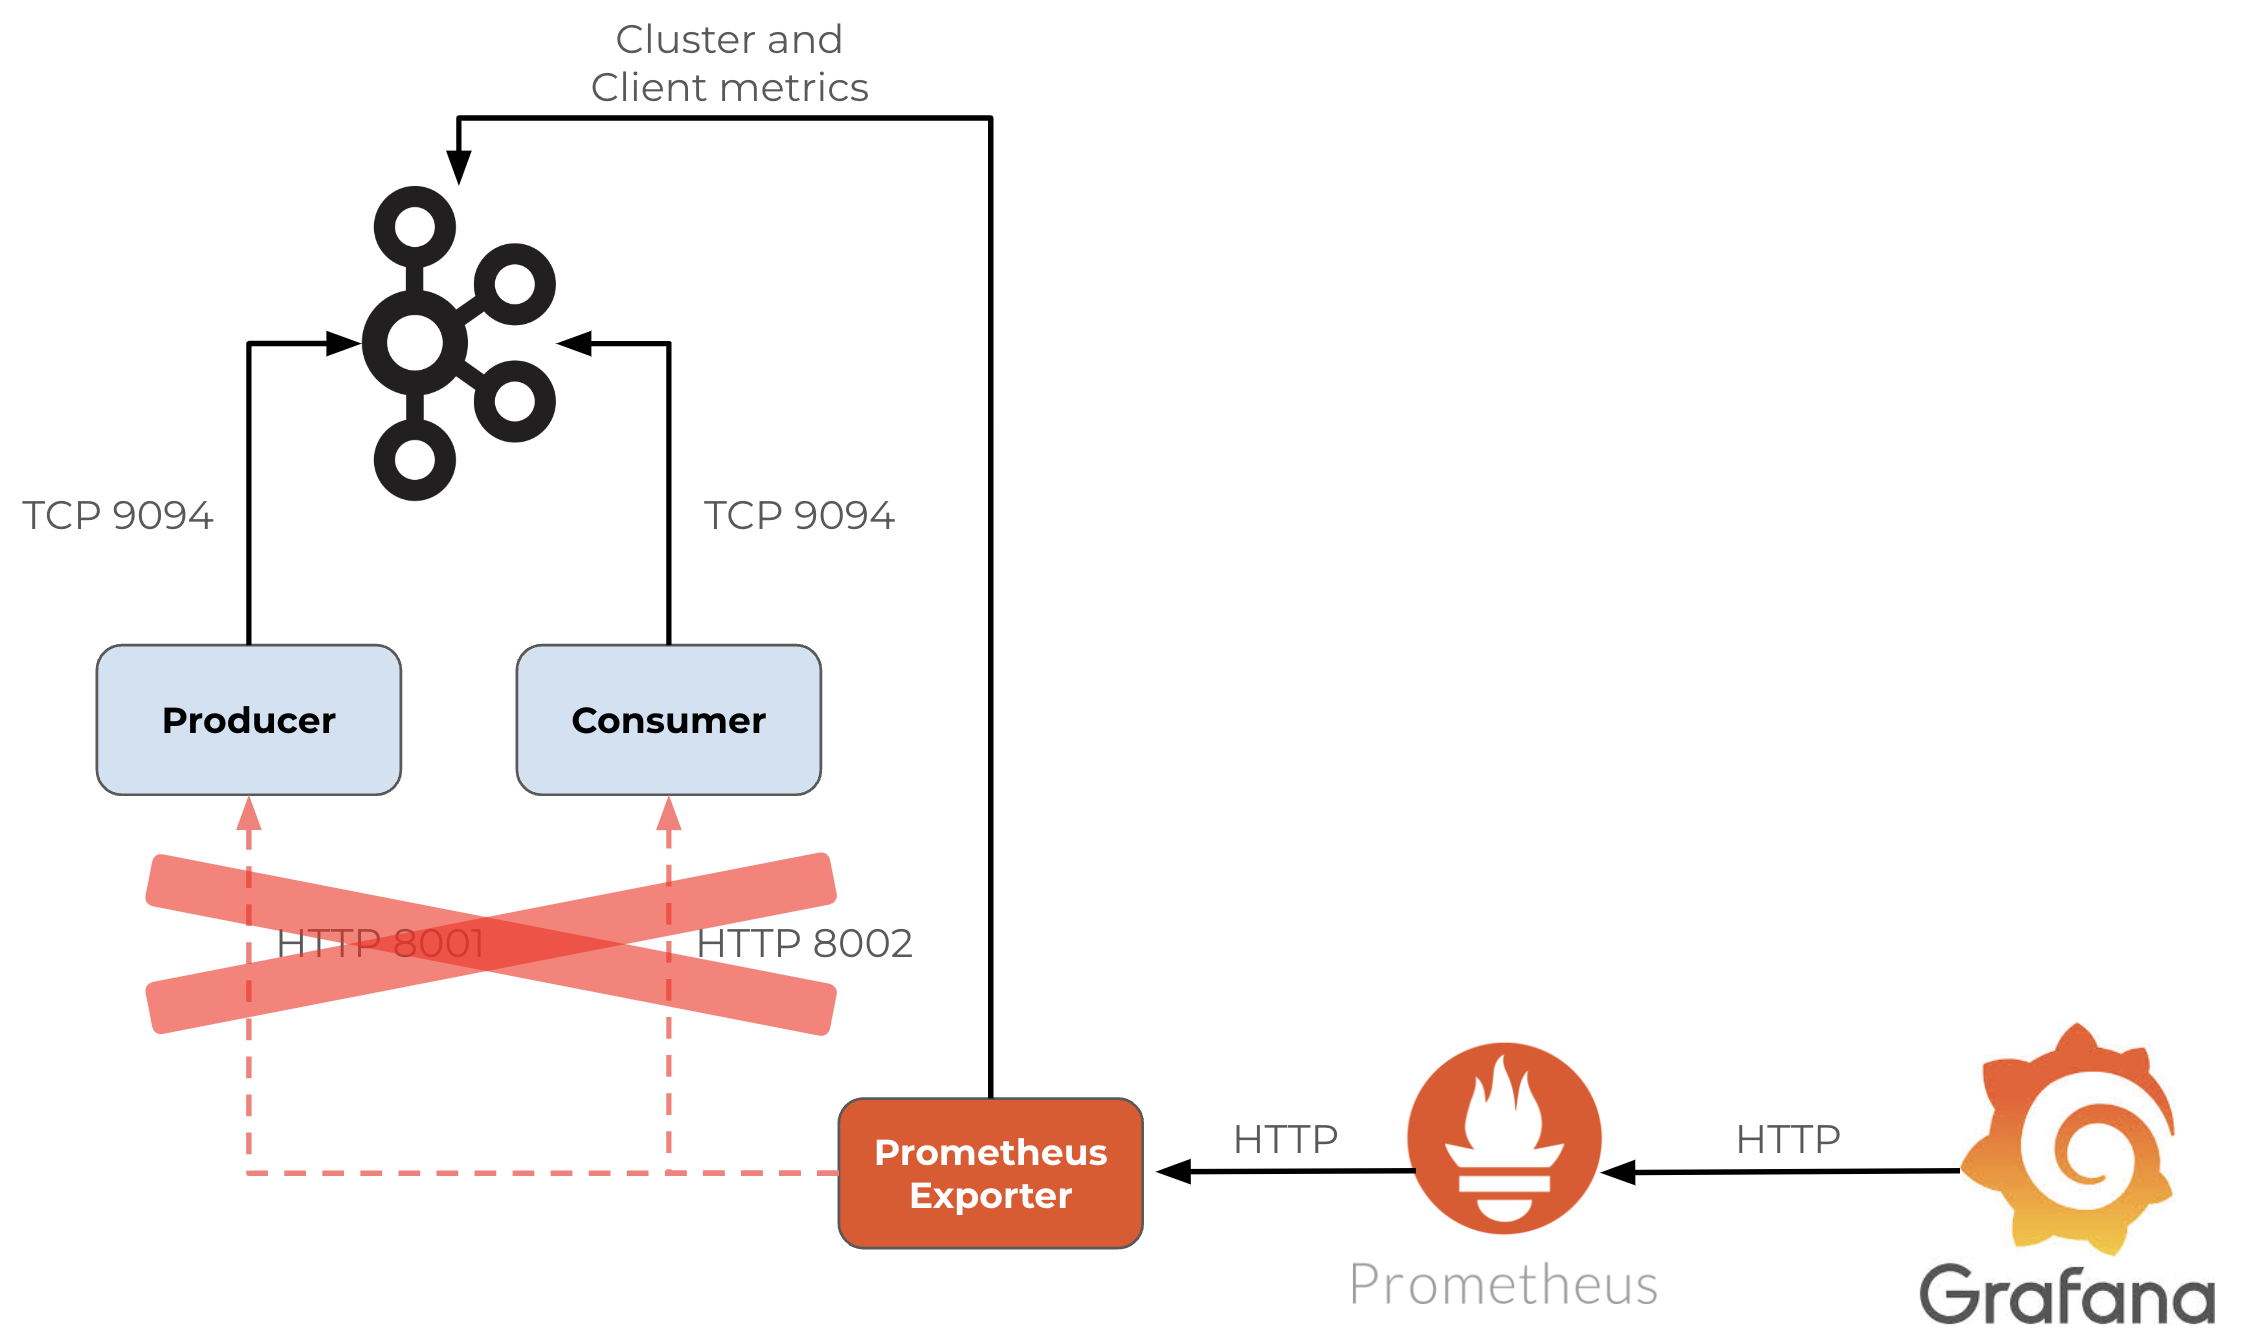 Cluster and
Client metrics
TCP 9094
TCP 9094
Producer
Consumer
HTTP 8001
HTTP 8002
Prometheus
Exporter
HTTP
HTTP
Prometheus
Grafana